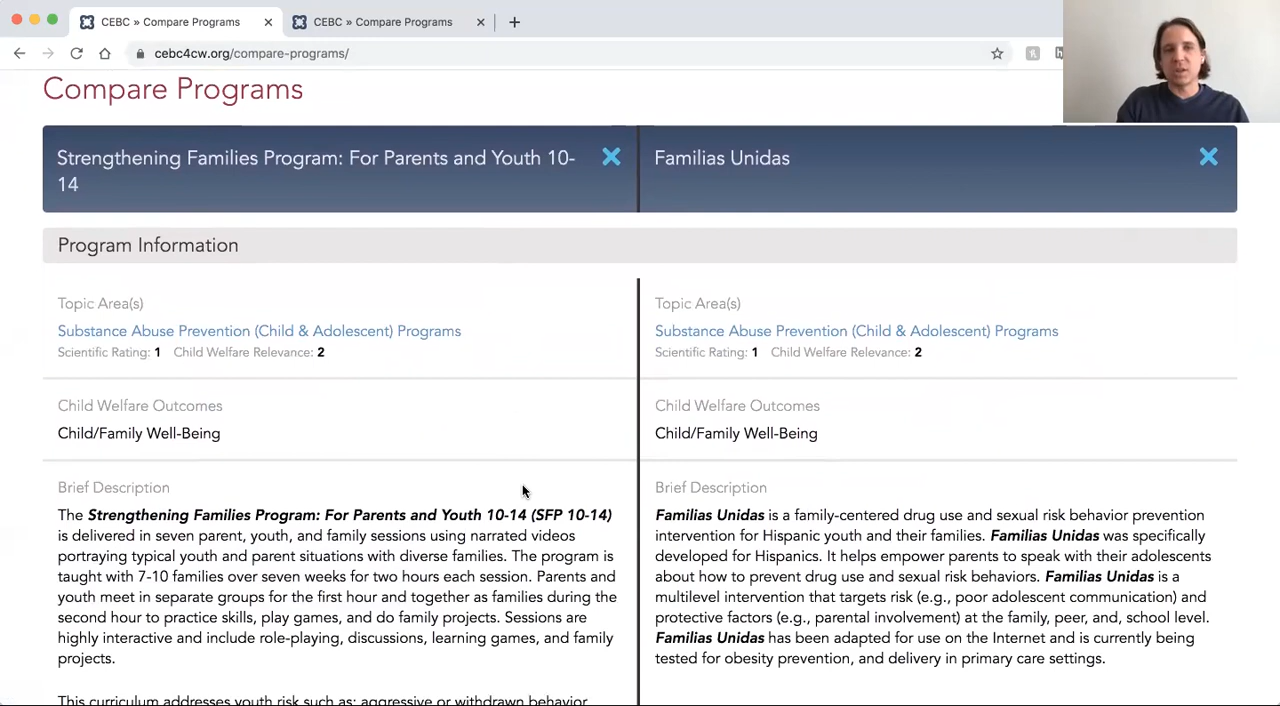 CEBC » Compare Programs
CEBC » Compare Programs
cebc4cw.org/compare-programs/
Compare Programs
Strengthening Families Program: For Parents and Youth 10-
14
Familias Unidas
Program Information
Topic Area(s)
Substance Abuse Prevention (Child & Adolescent) Programs
Scientific Rating: 1 Child Welfare Relevance: 2
Child Welfare Outcomes
Child/Family Well-Being
Brief Description
The Strengthening Families Program: For Parents and Youth 10-14 (SFP 10-14)
is delivered in seven parent, youth, and family sessions using narrated videos
portraying typical youth and parent situations with diverse families. The program is
taught with 7-10 families over seven weeks for two hours each session. Parents and
youth meet in separate groups for the first hour and together as families during the
second hour to practice skills, play games, and do family projects. Sessions are
highly interactive and include role-playing, discussions, learning games, and family
projects.
This curriculum addresses youth risk such as: aggressive or withdrawn behavior
Topic Area(s)
Substance Abuse Prevention (Child & Adolescent) Programs
Scientific Rating: 1 Child Welfare Relevance: 2
Child Welfare Outcomes
Child/Family Well-Being
Brief Description
Familias Unidas is a family-centered drug use and sexual risk behavior prevention
intervention for Hispanic youth and their families. Familias Unidas was specifically
developed for Hispanics. It helps empower parents to speak with their adolescents
about how to prevent drug use and sexual risk behaviors. Familias Unidas is a
multilevel intervention that targets risk (e.g., poor adolescent communication) and
protective factors (e.g., parental involvement) at the family, peer, and, school level.
Familias Unidas has been adapted for use on the Internet and is currently being
tested for obesity prevention, and delivery in primary care settings.